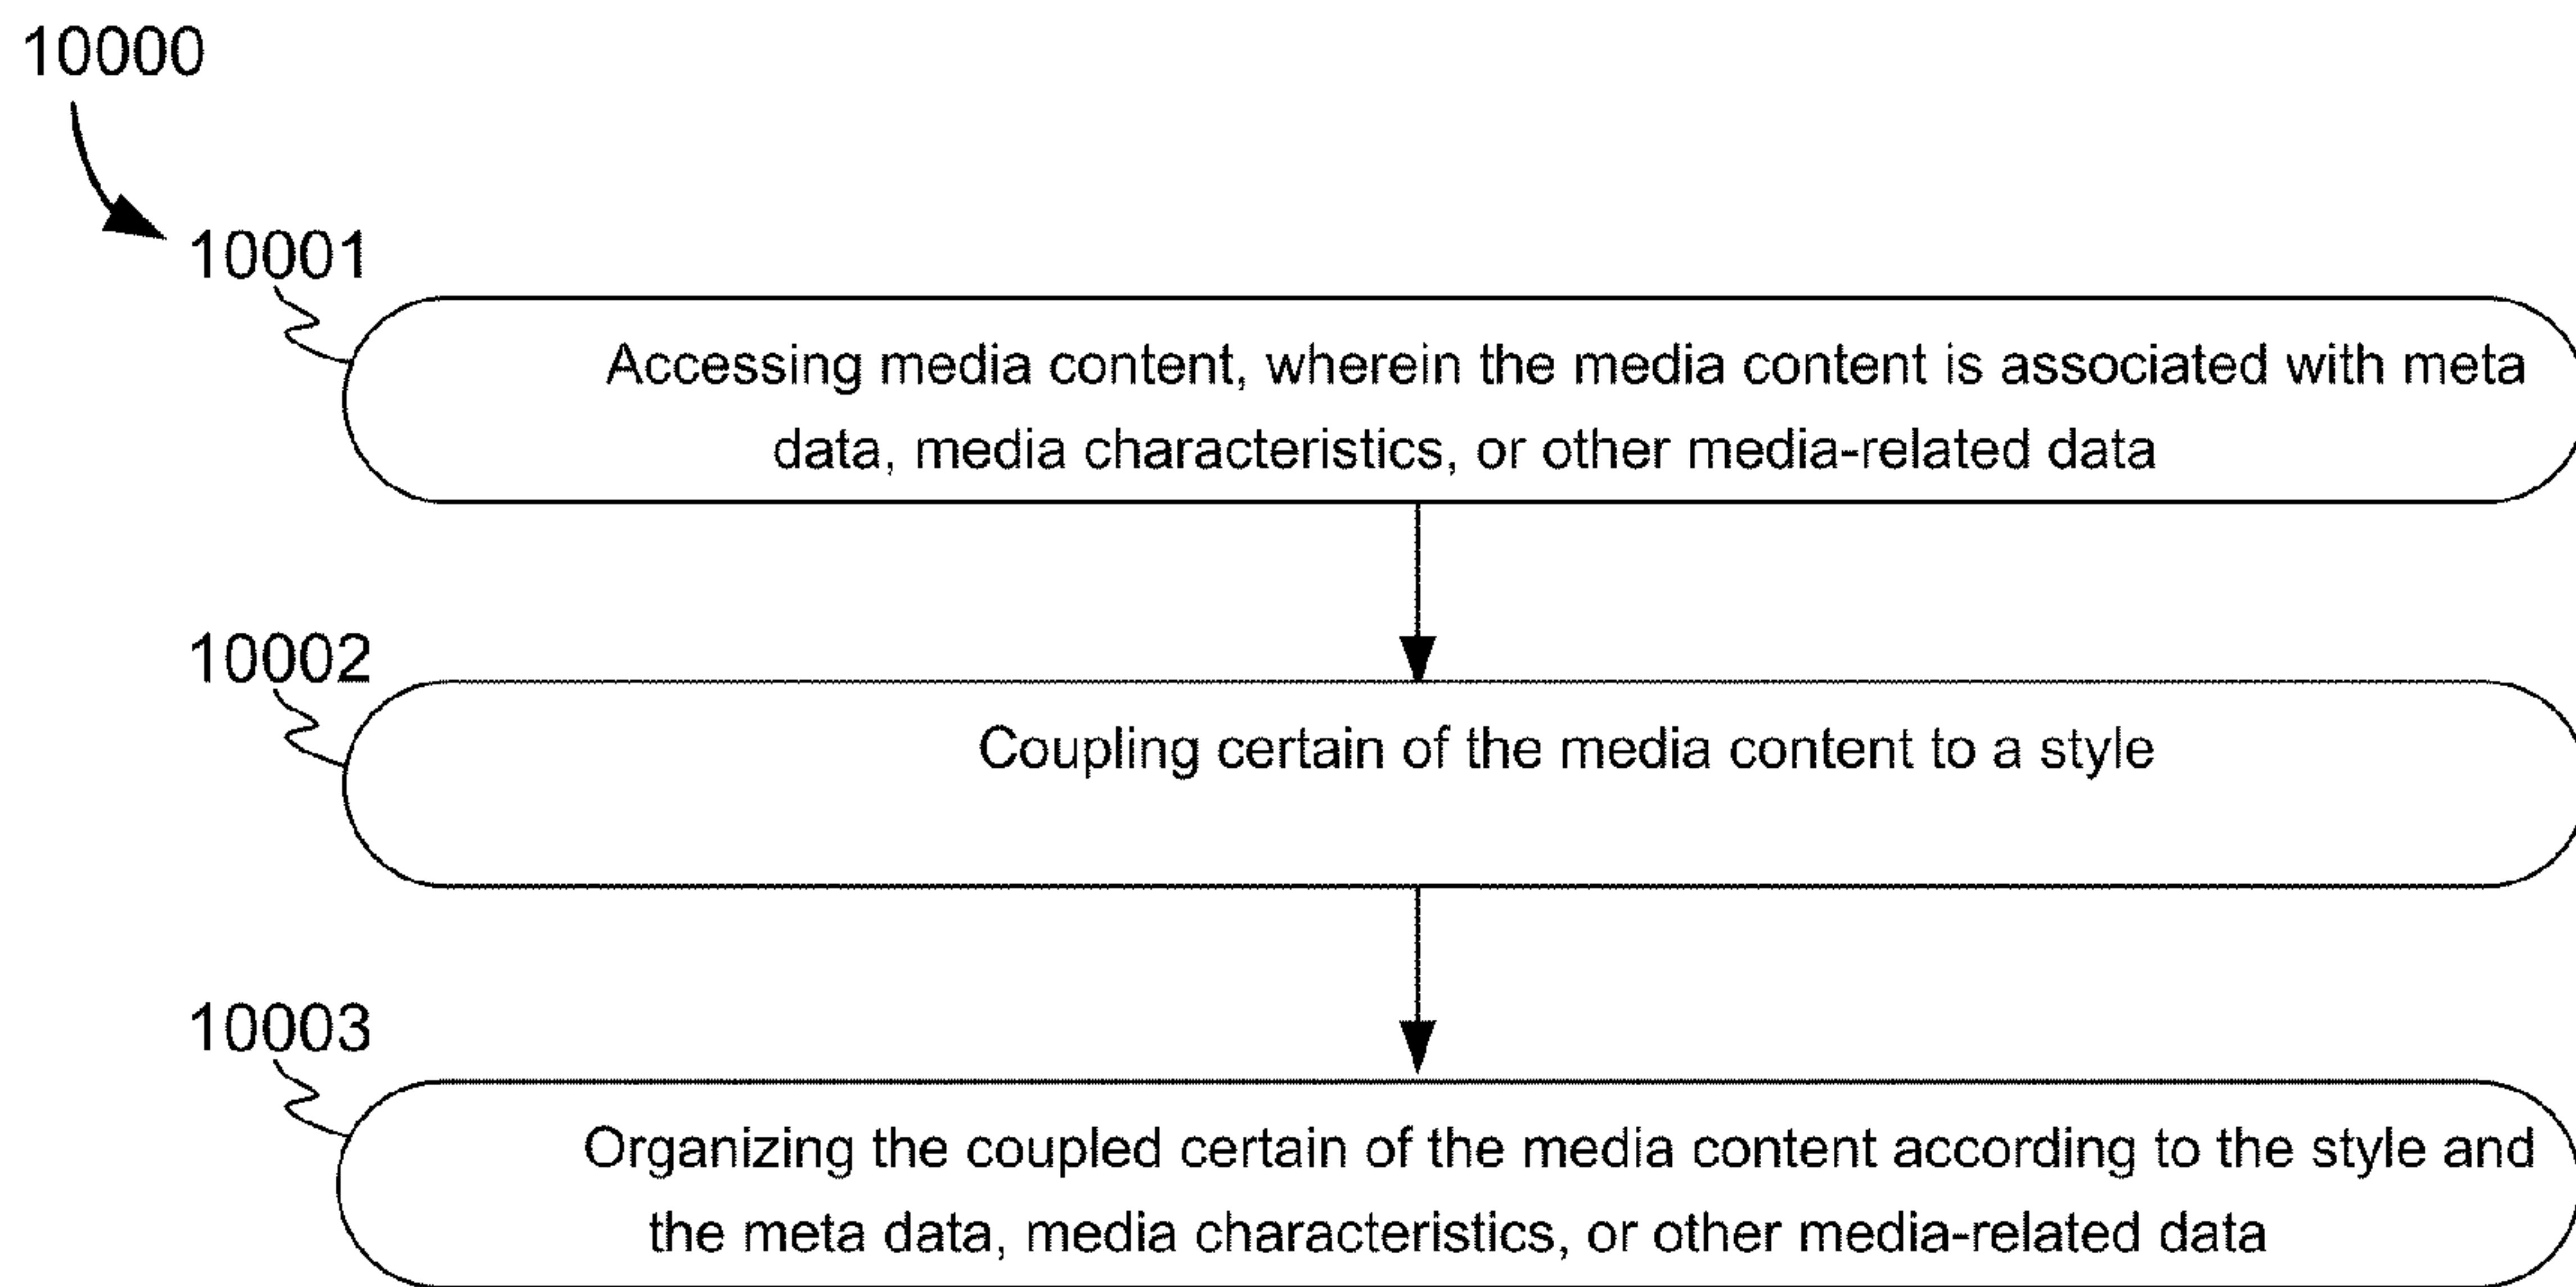 10000
10001
Accessing media content, wherein the media content is associated with meta
data, media characteristics, or other media-related data
10002
Coupling certain of the media content to a style
10003
Organizing the coupled certain of the media content according to the style and
the meta data, media characteristics, or other media-related data